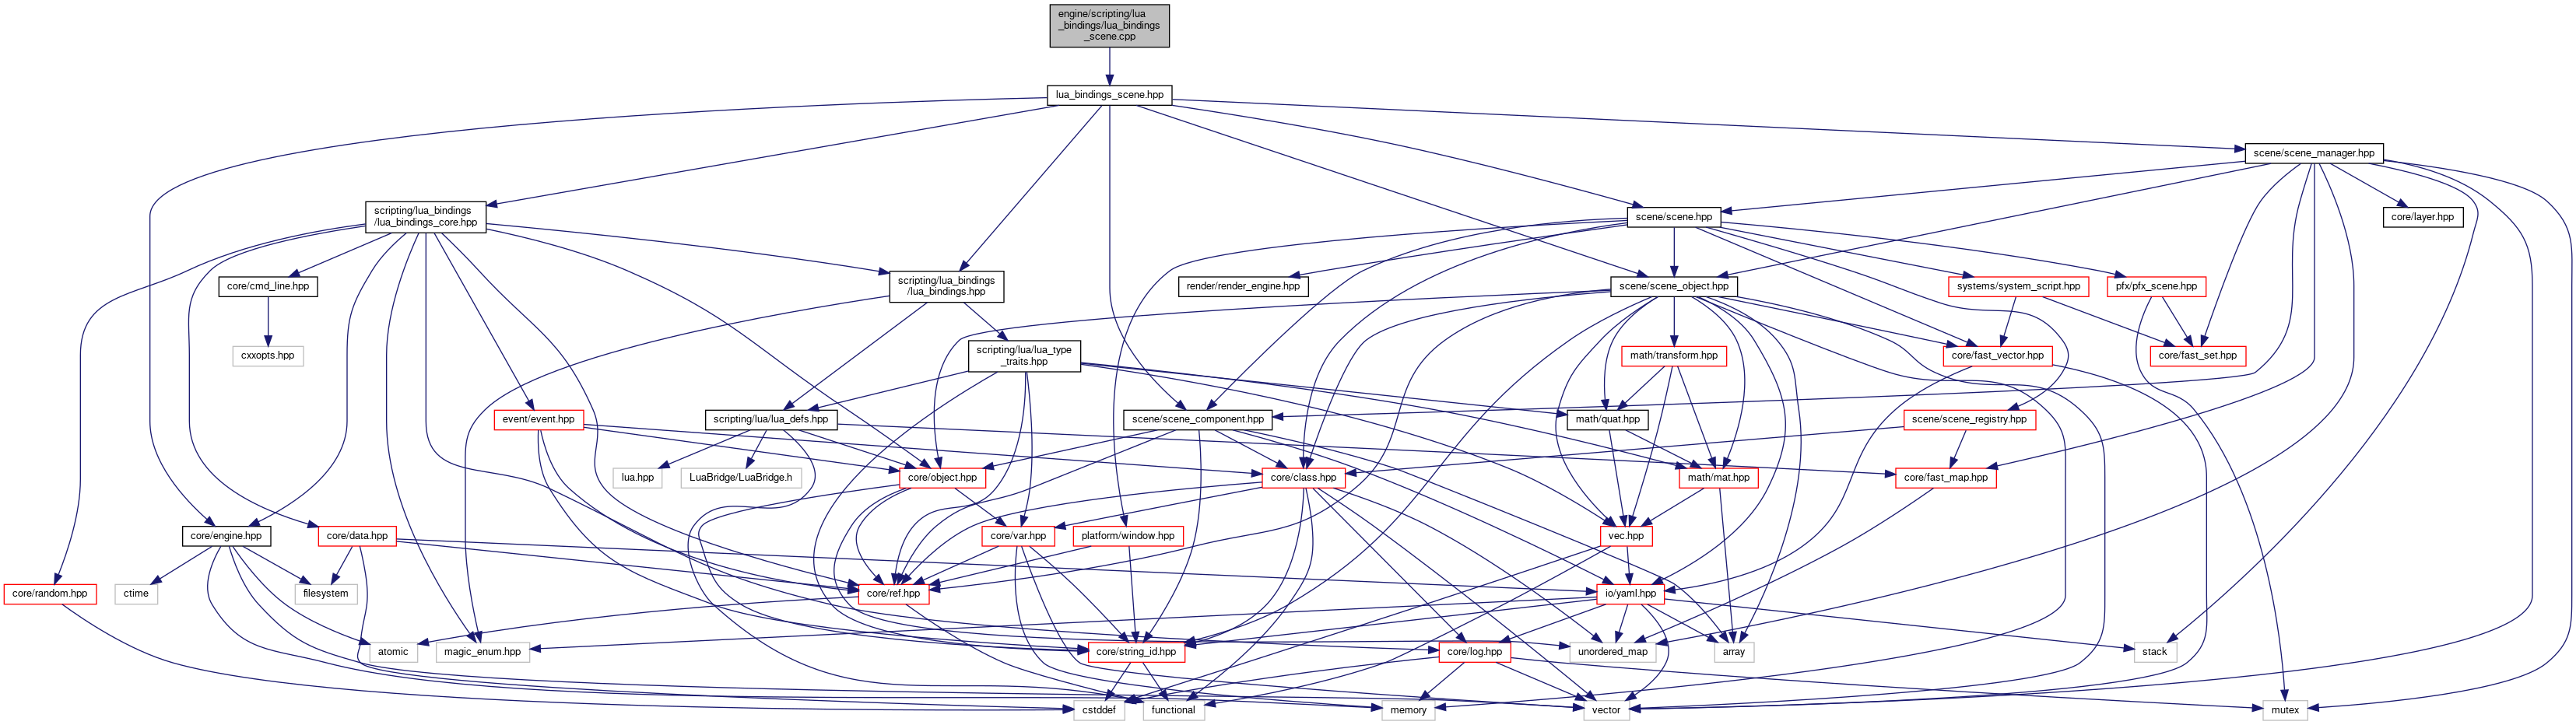 engine/scripting/lua
_bindings/lua_bindings
_scene.cpp
lua_bindings_scene.hpp
scene/scene_manager.hpp
scripting/lua_bindings
/lua_bindings_core.hpp
scene/scene.hpp
core/layer.hpp
core/cmd_line.hpp
scripting/lua_bindings
/lua_bindings.hpp
render/render_engine.hpp
scene/scene_object.hpp
systems/system_script.hpp
pfx/pfx_scene.hpp
cxxopts.hpp
scripting/lua/lua_type
_traits.hpp
math/transform.hpp
core/fast_vector.hpp
core/fast_set.hpp
event/event.hpp
scripting/lua/lua_defs.hpp
scene/scene_component.hpp
math/quat.hpp
scene/scene_registry.hpp
lua.hpp
LuaBridge/LuaBridge.h
core/object.hpp
core/class.hpp
math/mat.hpp
core/fast_map.hpp
core/engine.hpp
core/data.hpp
core/var.hpp
platform/window.hpp
vec.hpp
core/random.hpp
ctime
filesystem
core/ref.hpp
io/yaml.hpp
atomic
magic_enum.hpp
core/string_id.hpp
core/log.hpp
unordered_map
array
stack
cstddef
functional
memory
vector
mutex